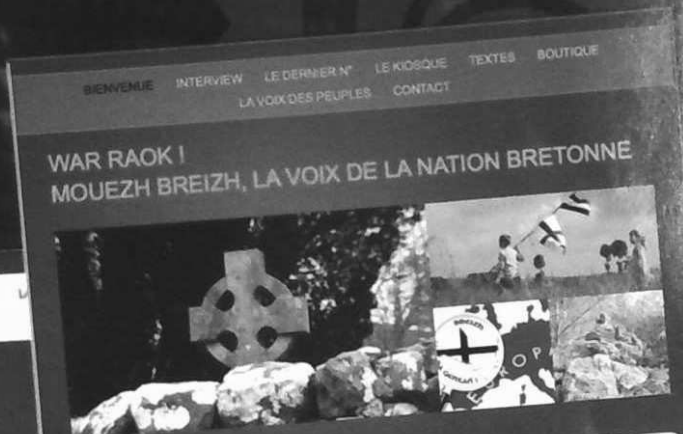 BIENVENUE INTERVIEW LE DERNIER N° LE KIOSQUE TEXTES BOUTIQUE
LA VOIX DES PEUPLES CONTACT
WAR RAOK !
MOUEZH BREIZH, LA VOIX DE LA NATION BRETONNE
BREIZH